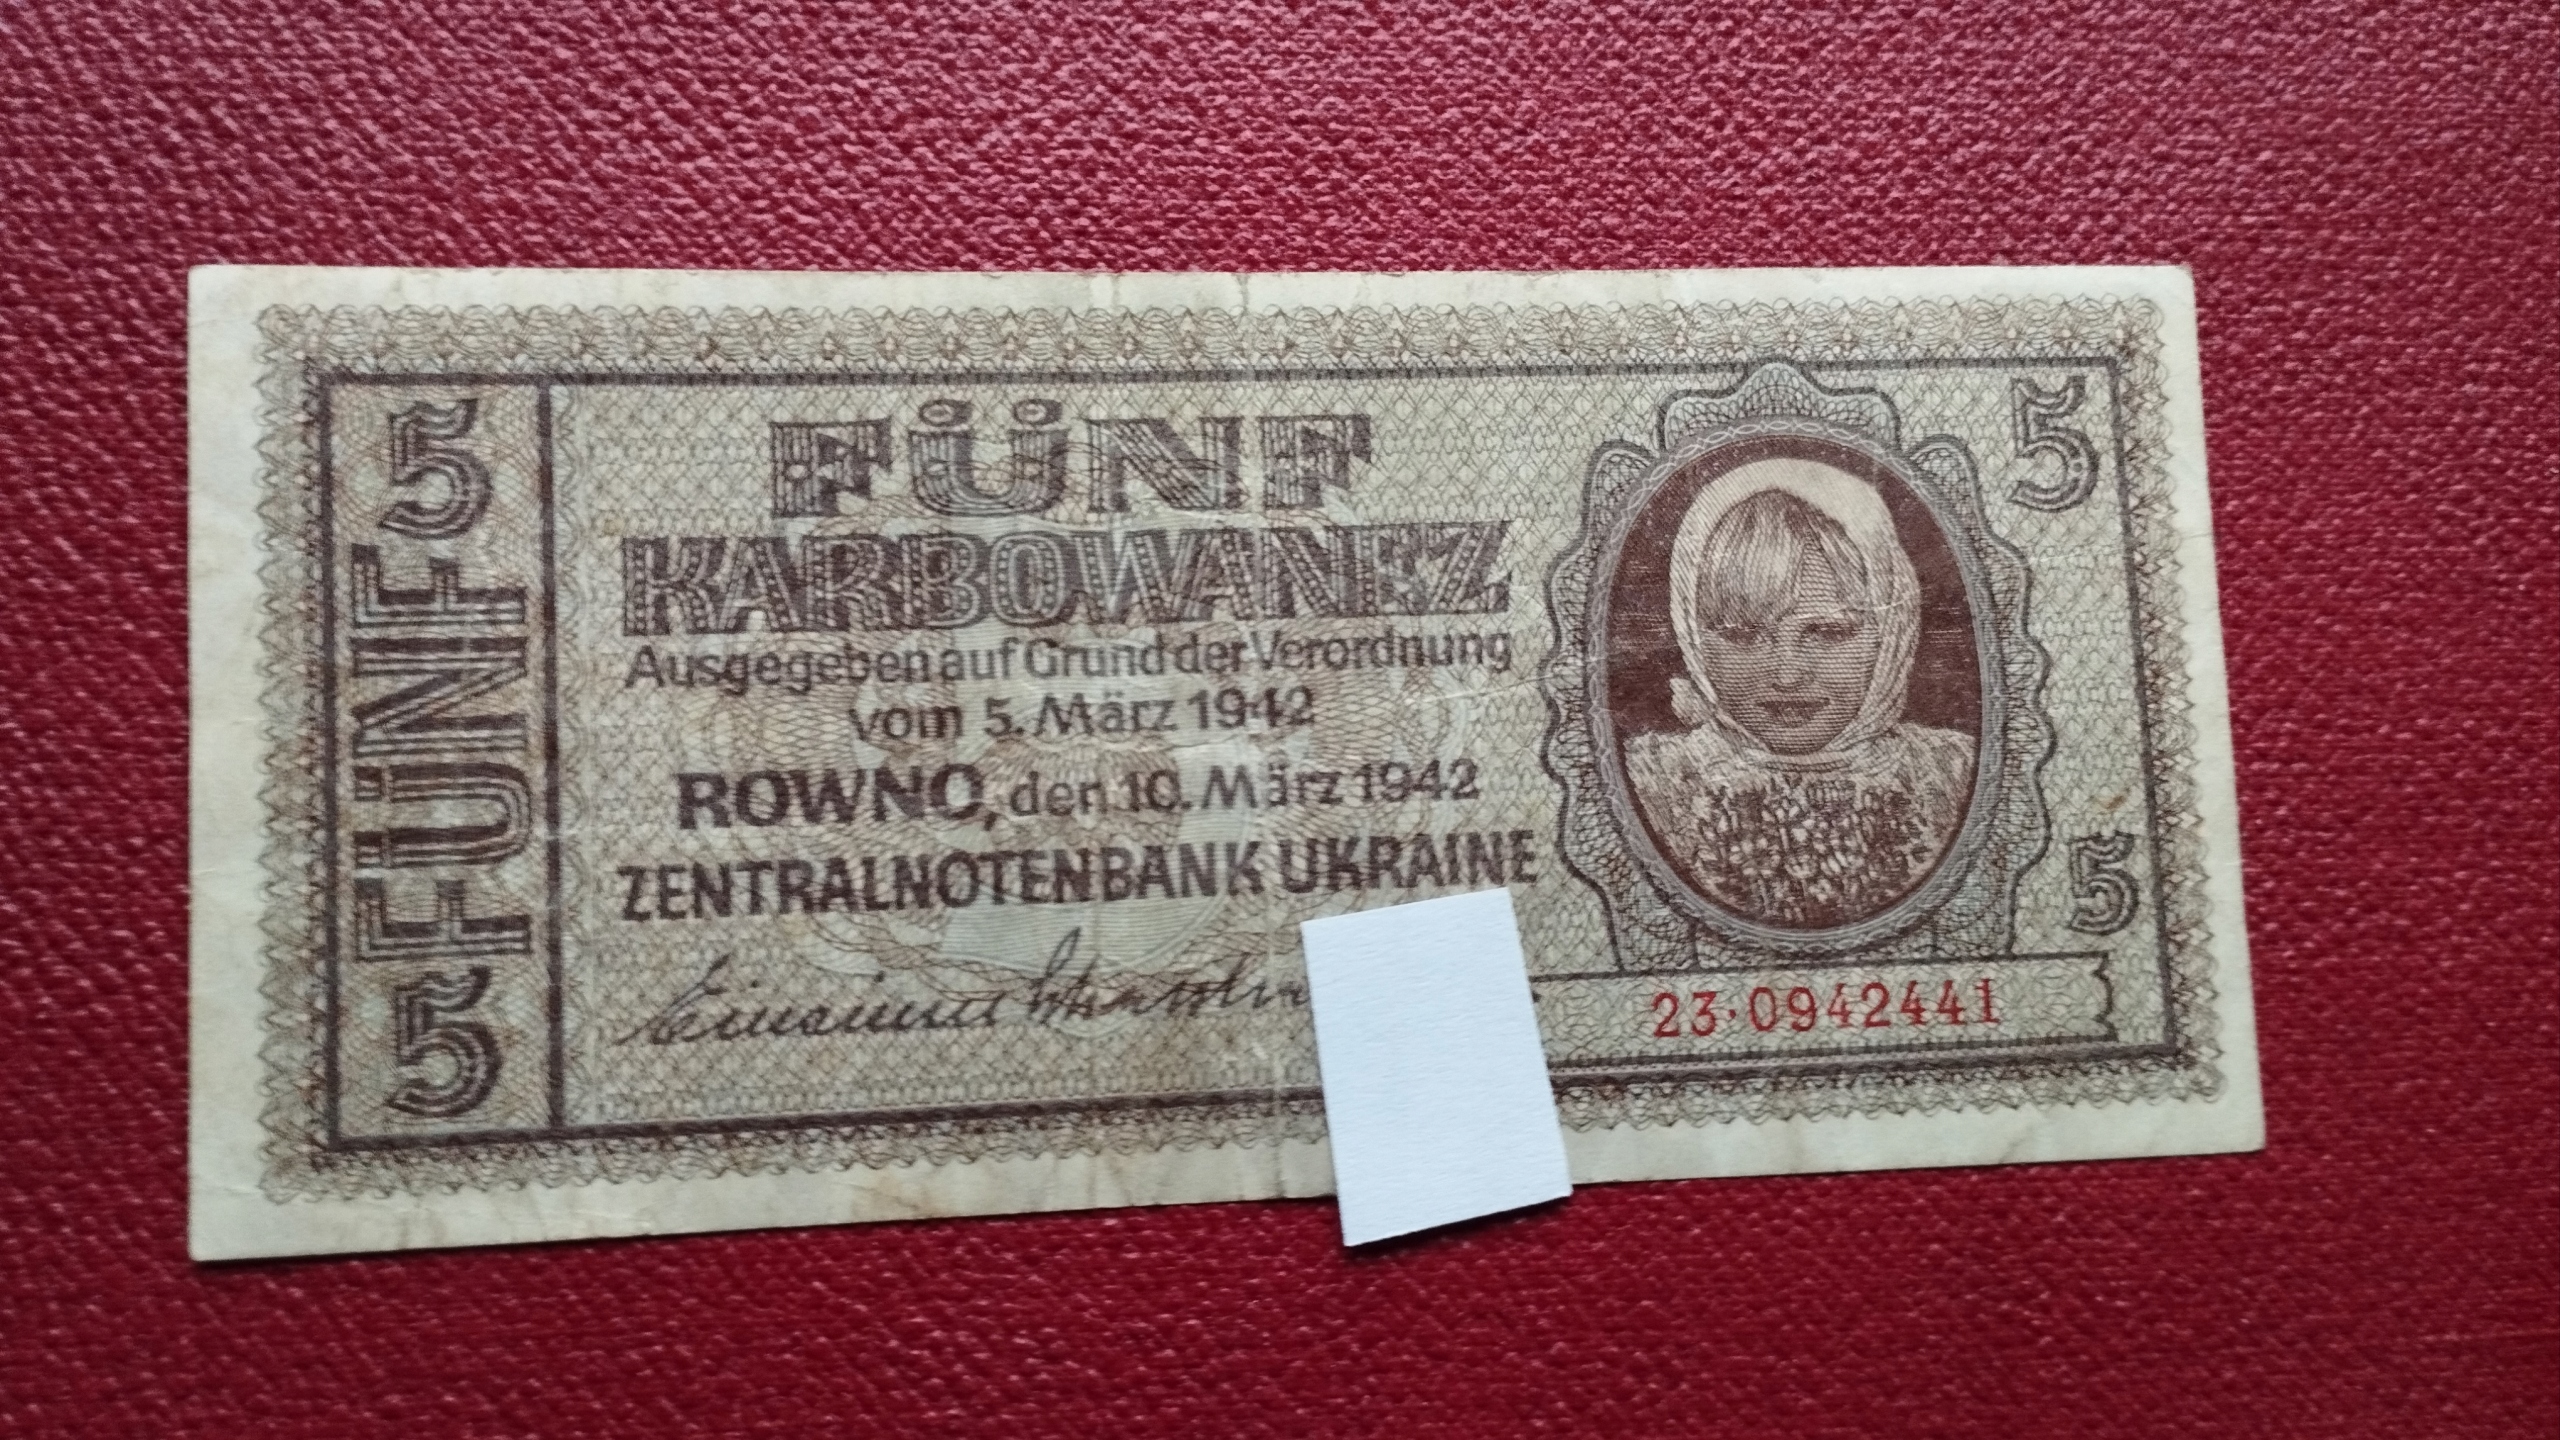 5
FÜNF
5
FÜNF
KARBOWANEZ
Ausgegeben auf Grund der Verordnung
vom 5. März 1942
ROWNO, den 10. März 1942
ZENTRALNOTENBANK UKRAINE
5
5
23·0942441